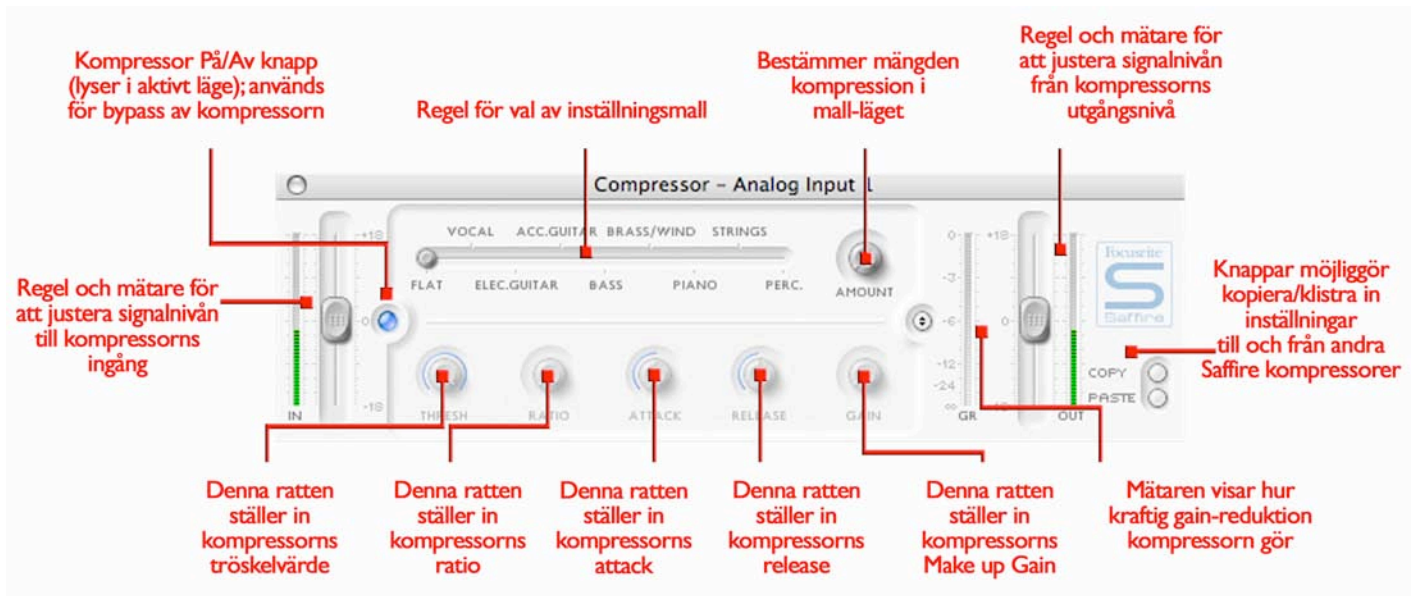 Kompressor På/Av knapp
(lyser i aktivt läge); används
för bypass av kompressorn
Regel för val av inställningsmall
Bestämmer mängden
kompression i
mall-läget
Regel och mätare för
att justera signalnivån
från kompressorns
utgångsnivå
Compressor – Analog Input 1
Regel och mätare för
att justera signalnivån
till kompressorns
ingång
+18
0
-18
IN
VOCAL ACC.GUITAR BRASS/WIND STRINGS
FLAT ELEC.GUITAR BASS PIANO PERC.
AMOUNT
THRESH RATIO ATTACK RELEASE GAIN
0
-3
-6
-12
-24
∞
GR
+18
0
OUT
Focusrite
Saffire
COPY
PASTE
Knappar möjliggör
kopiera/klistra in
inställningar
till och från andra
Saffire kompressorer
Denna ratten
ställer in
kompressorns
tröskelvärde
Denna ratten
ställer in
kompressorns
ratio
Denna ratten
ställer in
kompressorns
attack
Denna ratten
ställer in
kompressorns
release
Denna ratten
ställer in
kompressorns
Make up Gain
Mätaren visar hur
kraftig gain-reduktion
kompressorn gör